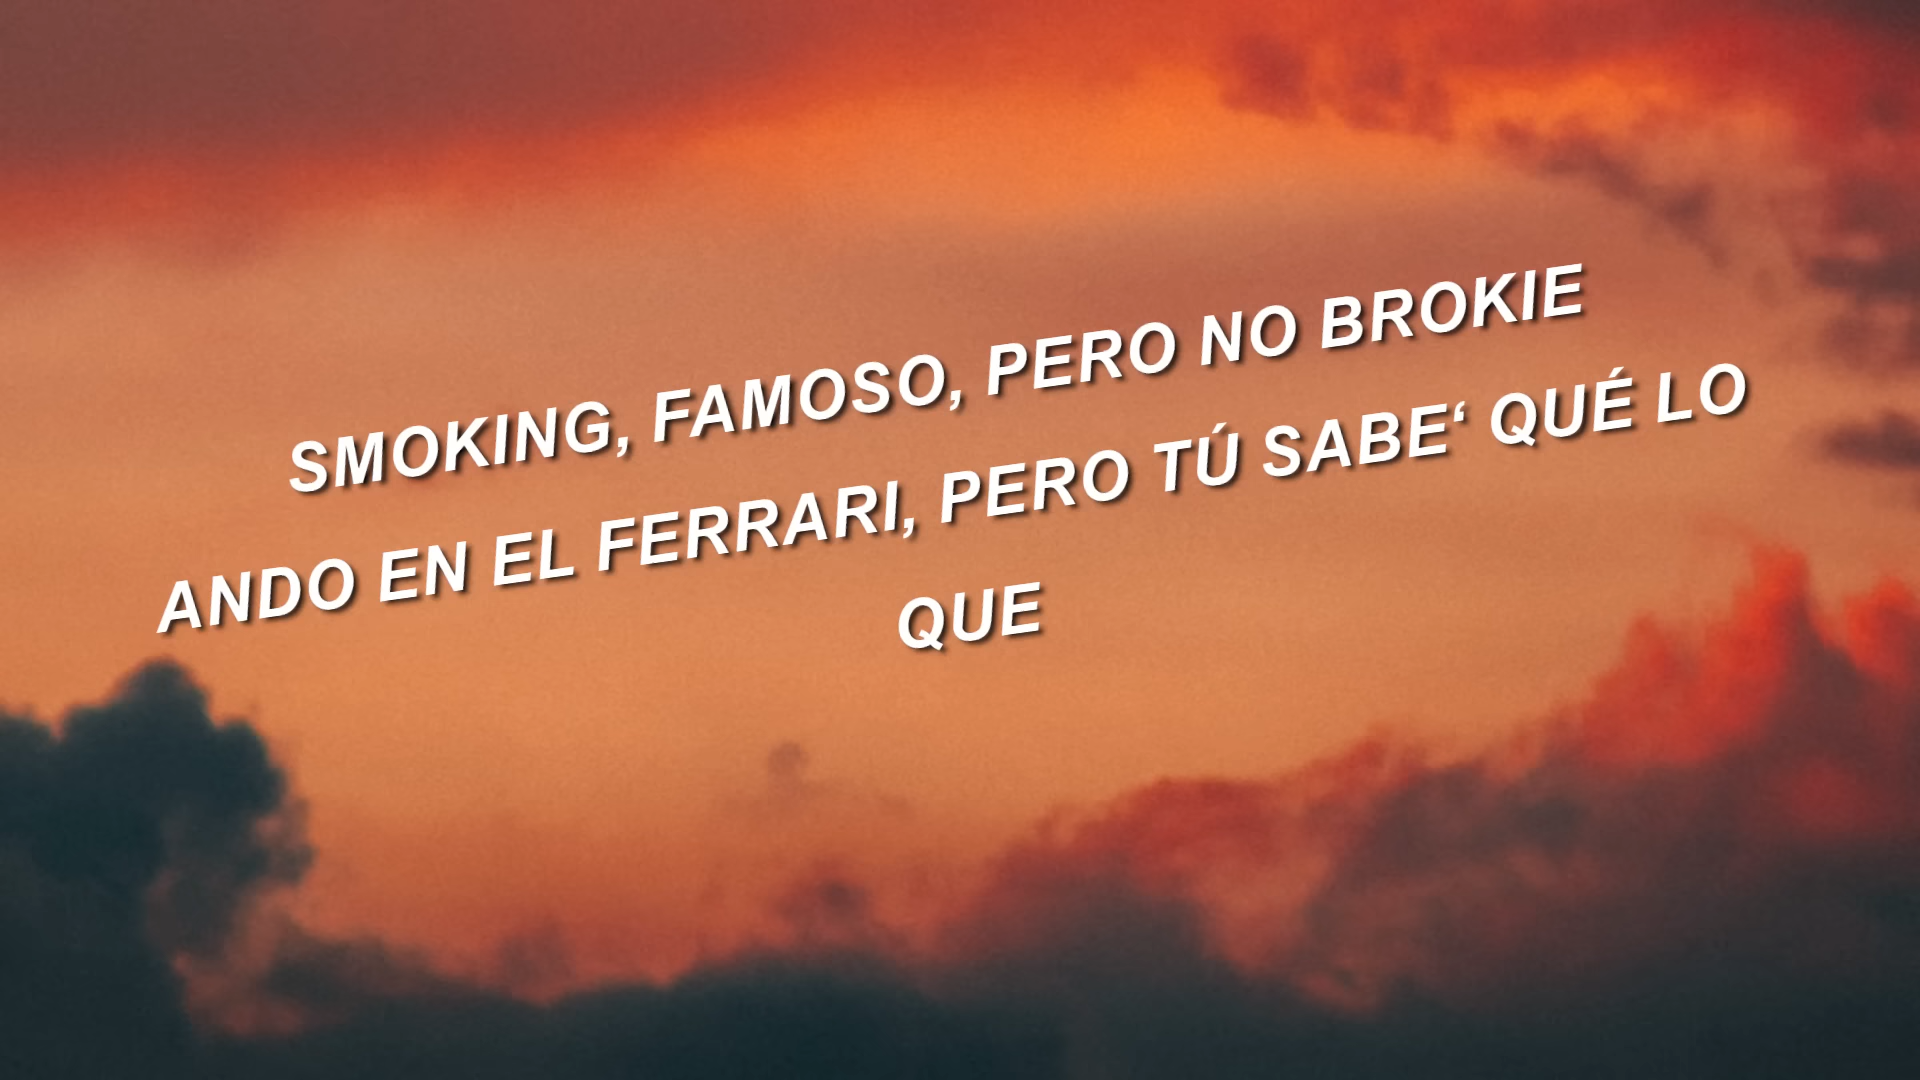 SMOKING, FAMOSO, PERO NO BROKIE
ANDO EN EL FERRARI, PERO TÚ SABE‘ QUÉ LO
QUE